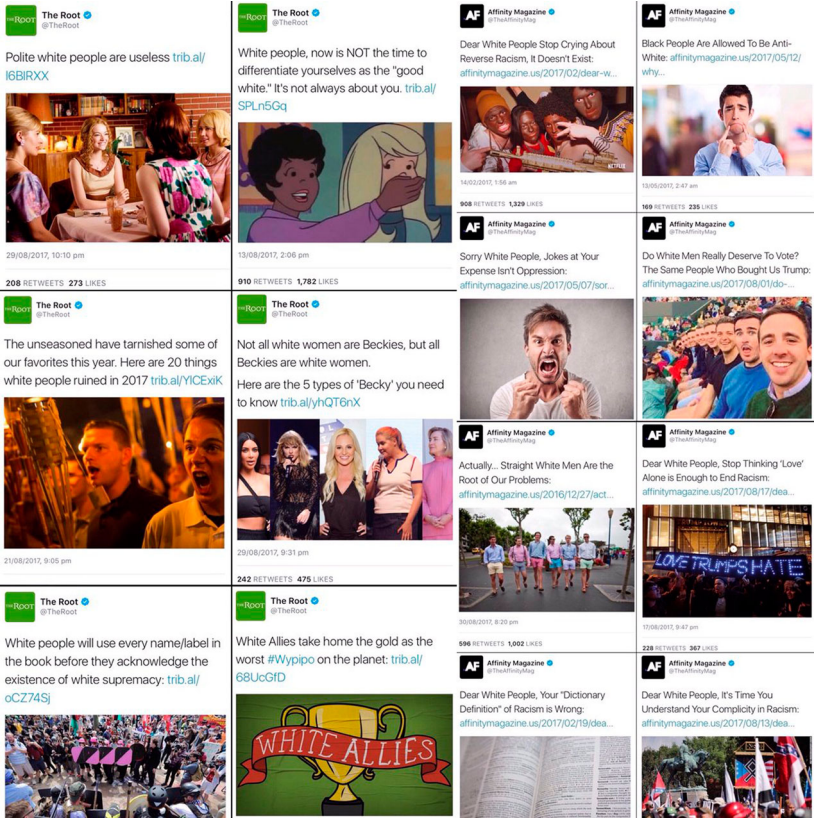 The Root
@TheRoot
Polite white people are useless trib.al/
l6BIRXX
29/08/2017, 10:10 pm
208 RETWEETS 273 LIKES
The Root
@TheRoot
White people, now is NOT the time to
differentiate yourselves as the "good
white." It's not always about you. trib.al/
SPLn5Gq
13/08/2017, 2:06 pm
910 RETWEETS 1,782 LIKES
AF
Affinity Magazine
@TheAffinityMag
Dear White People Stop Crying About
Reverse Racism, It Doesn't Exist:
affinitymagazine.us/2017/02/dear-w...
NETFLIX
14/02/2017, 1:56 am
908 RETWEETS 1,329 LIKES
AF
Affinity Magazine
@TheAffinityMag
Black People Are Allowed To Be Anti-
White: affinitymagazine.us/2017/05/12/
why...
13/05/2017, 2:47 am
169 RETWEETS 235 LIKES
AF
Affinity Magazine
@TheAffinityMag
Sorry White People, Jokes at Your
Expense Isn't Oppression:
affinitymagazine.us/2017/05/07/sor...
AF
Affinity Magazine
@TheAffinityMag
Do White Men Really Deserve To Vote?
The Same People Who Bought Us Trump:
affinitymagazine.us/2017/08/01/do-...
The Root
@TheRoot
The unseasoned have tarnished some of
our favorites this year. Here are 20 things
white people ruined in 2017 trib.al/YlCExiK
21/08/2017, 9:05 pm
The Root
@TheRoot
Not all white women are Beckies, but all
Beckies are white women.
Here are the 5 types of 'Becky' you need
to know trib.al/yhQT6nX
29/08/2017, 9:31 pm
242 RETWEETS 475 LIKES
AF
Affinity Magazine
@TheAffinityMag
Actually... Straight White Men Are the
Root of Our Problems:
affinitymagazine.us/2016/12/27/act...
30/08/2017, 8:20 pm
596 RETWEETS 1,002 LIKES
AF
Affinity Magazine
@TheAffinityMag
Dear White People, Stop Thinking 'Love'
Alone is Enough to End Racism:
affinitymagazine.us/2017/08/17/dea...
LOVE TRUMPS HATE
17/08/2017, 9:47 pm
228 RETWEETS 367 LIKES
The Root
@TheRoot
White people will use every name/label in
the book before they acknowledge the
existence of white supremacy: trib.al/
oCZ74Sj
The Root
@TheRoot
White Allies take home the gold as the
worst #Wypipo on the planet: trib.al/
68UcGfD
WHITE ALLIES
AF
Affinity Magazine
@TheAffinityMag
Dear White People, Your "Dictionary
Definition" of Racism is Wrong:
affinitymagazine.us/2017/02/19/dea...
AF
Affinity Magazine
@TheAffinityMag
Dear White People, It's Time You
Understand Your Complicity in Racism:
affinitymagazine.us/2017/08/13/dea...